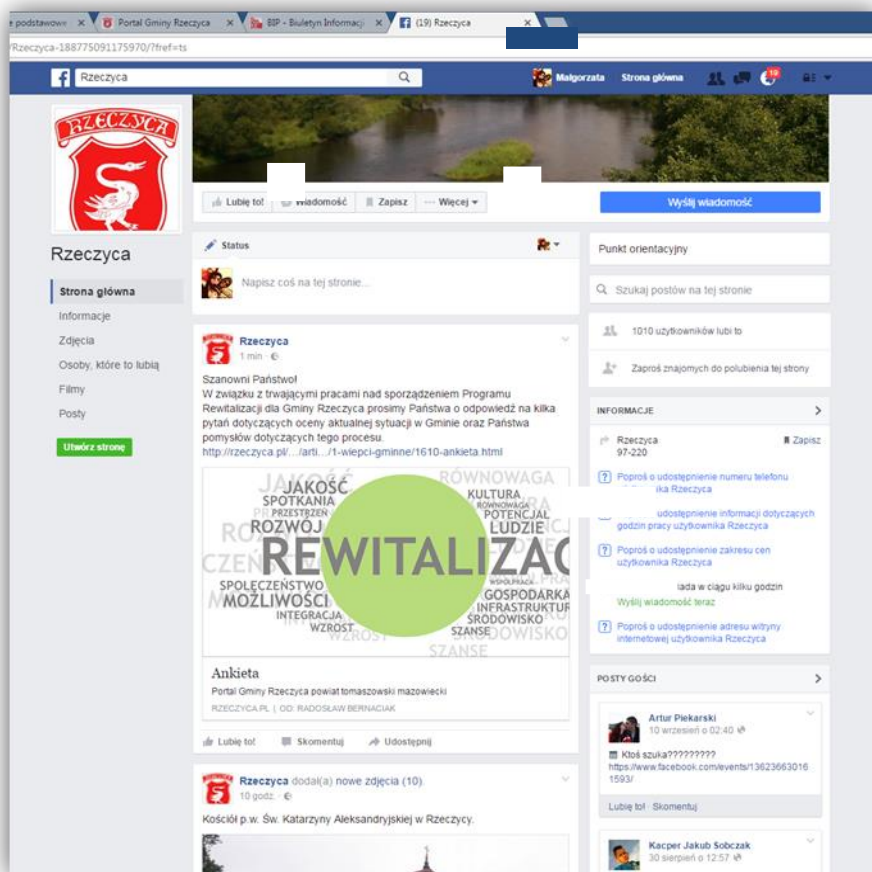 e podstawowe
Portal Gminy Rzeczyca
BIP - Biuletyn Informacji
(19) Rzeczyca
/Rzeczyca-188775091175970/?fref=ts
Rzeczyca
Małgorzata
Strona główna
19
RZECZYCA
Lubię to!
Wiadomość
Zapisz
Więcej
Wyślij wiadomość
Rzeczyca
Strona główna
Informacje
Zdjęcia
Osoby, które to lubią
Filmy
Posty
Utwórz stronę
Status
Napisz coś na tej stronie...
Rzeczyca
1 min
Szanowni Państwo!
W związku z trwającymi pracami nad sporządzeniem Programu
Rewitalizacji dla Gminy Rzeczyca prosimy Państwa o odpowiedź na kilka
pytań dotyczących oceny aktualnej sytuacji w Gminie oraz Państwa
pomysłów dotyczących tego procesu.
http://rzeczyca.pl/.../arti.../1-wiepci-gminne/1610-ankieta.html
JAKOŚĆ
RÓWNOWAGA
JAKOŚĆ
SPOTKANIA
PRZESTRZEŃ
ROZWÓJ
KULTURA
RÓWNOWAGA
POTENCJAŁ
LUDZIE
REWITALIZAC
SPOŁECZEŃSTWO
MOŻLIWOŚCI
INTEGRACJA
WZROST
WZROST
WSPÓŁPRACA
GOSPODARKA
INFRASTRUKTUR
ŚRODOWISKO
SZANSE
ŚRODOWISKO
SZANSE
Ankieta
Portal Gminy Rzeczyca powiat tomaszowski mazowiecki
RZECZYCA.PL | OD: RADOSŁAW BERNACIAK
Lubię to!
Skomentuj
Udostępnij
Rzeczyca dodał(a) nowe zdjęcia (10).
10 godz.
Kościół p.w. Św. Katarzyny Aleksandryjskiej w Rzeczycy.
Punkt orientacyjny
Szukaj postów na tej stronie
1010 użytkowników lubi to
Zaproś znajomych do polubienia tej strony
INFORMACJE
Rzeczyca
Zapisz
97-220
Poproś o udostępnienie numeru telefonu
ika Rzeczyca
udostępnienie informacji dotyczących
godzin pracy użytkownika Rzeczyca
Poproś o udostępnienie zakresu cen
użytkownika Rzeczyca
iada w ciągu kilku godzin
Wyślij wiadomość teraz
Poproś o udostępnienie adresu witryny
internetowej użytkownika Rzeczyca
POSTY GOŚCI
Artur Piekarski
10 wrzesień o 02:40
Ktoś szuka?????????
https://www.facebook.com/events/13623663016
1593/
Lubię to! · Skomentuj
Kacper Jakub Sobczak
30 sierpień o 12:57